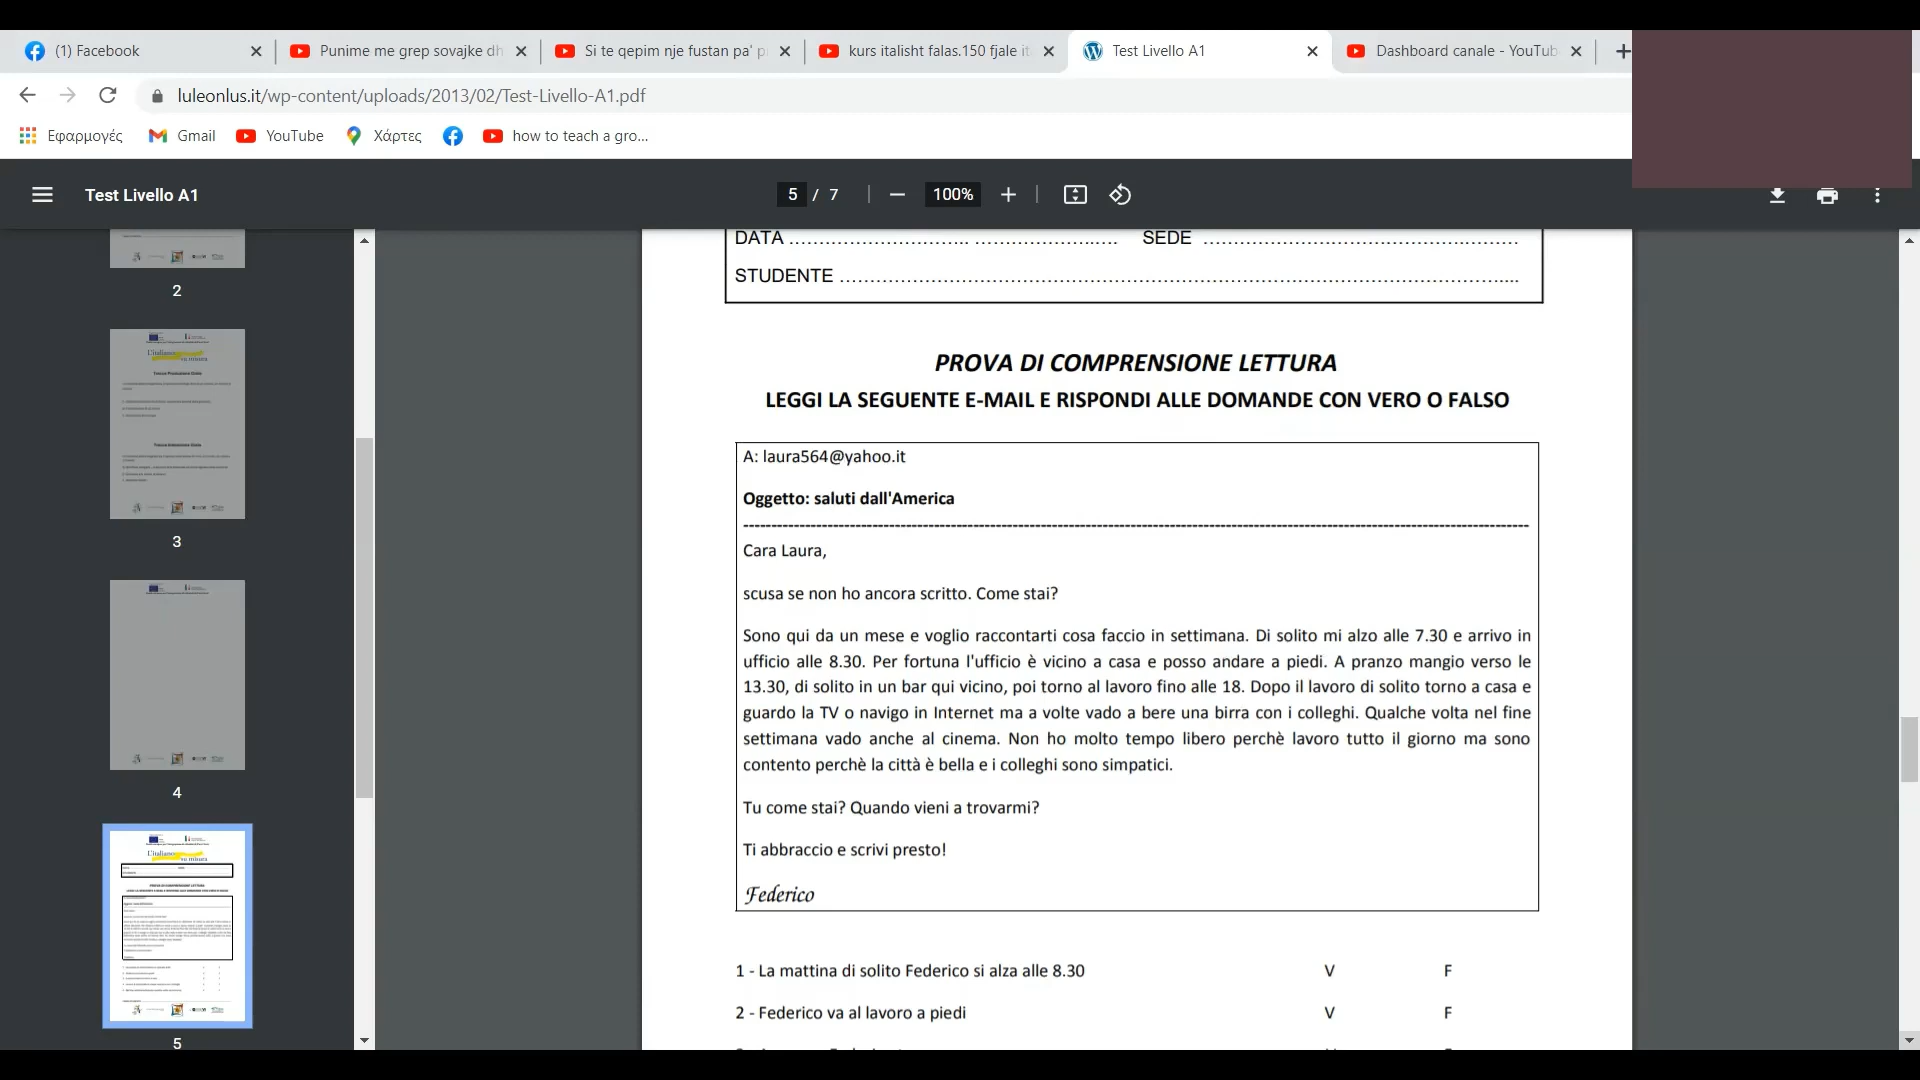 (1) Facebook
Punime me grep sovajke dh
Si te qepim nje fustan pa' p
kurs italisht falas.150 fjale it
Test Livello A1
Dashboard canale - YouTub
luleonlus.it/wp-content/uploads/2013/02/Test-Livello-A1.pdf
Εφαρμογές
Gmail
YouTube
Χάρτες
how to teach a gro...
Test Livello A1
5 / 7
100%
2
3
4
5
DATA ............................. ........................ SEDE ......................................................
STUDENTE ....................................................................................................................
PROVA DI COMPRENSIONE LETTURA
LEGGI LA SEGUENTE E-MAIL E RISPONDI ALLE DOMANDE CON VERO O FALSO
A: laura564@yahoo.it
Oggetto: saluti dall'America
Cara Laura,
scusa se non ho ancora scritto. Come stai?
Sono qui da un mese e voglio raccontarti cosa faccio in settimana. Di solito mi alzo alle 7.30 e arrivo in
ufficio alle 8.30. Per fortuna l'ufficio è vicino a casa e posso andare a piedi. A pranzo mangio verso le
13.30, di solito in un bar qui vicino, poi torno al lavoro fino alle 18. Dopo il lavoro di solito torno a casa e
guardo la TV o navigo in Internet ma a volte vado a bere una birra con i colleghi. Qualche volta nel fine
settimana vado anche al cinema. Non ho molto tempo libero perchè lavoro tutto il giorno ma sono
contento perchè la città è bella e i colleghi sono simpatici.
Tu come stai? Quando vieni a trovarmi?
Ti abbraccio e scrivi presto!
Federico
1 - La mattina di solito Federico si alza alle 8.30 V F
2 - Federico va al lavoro a piedi V F